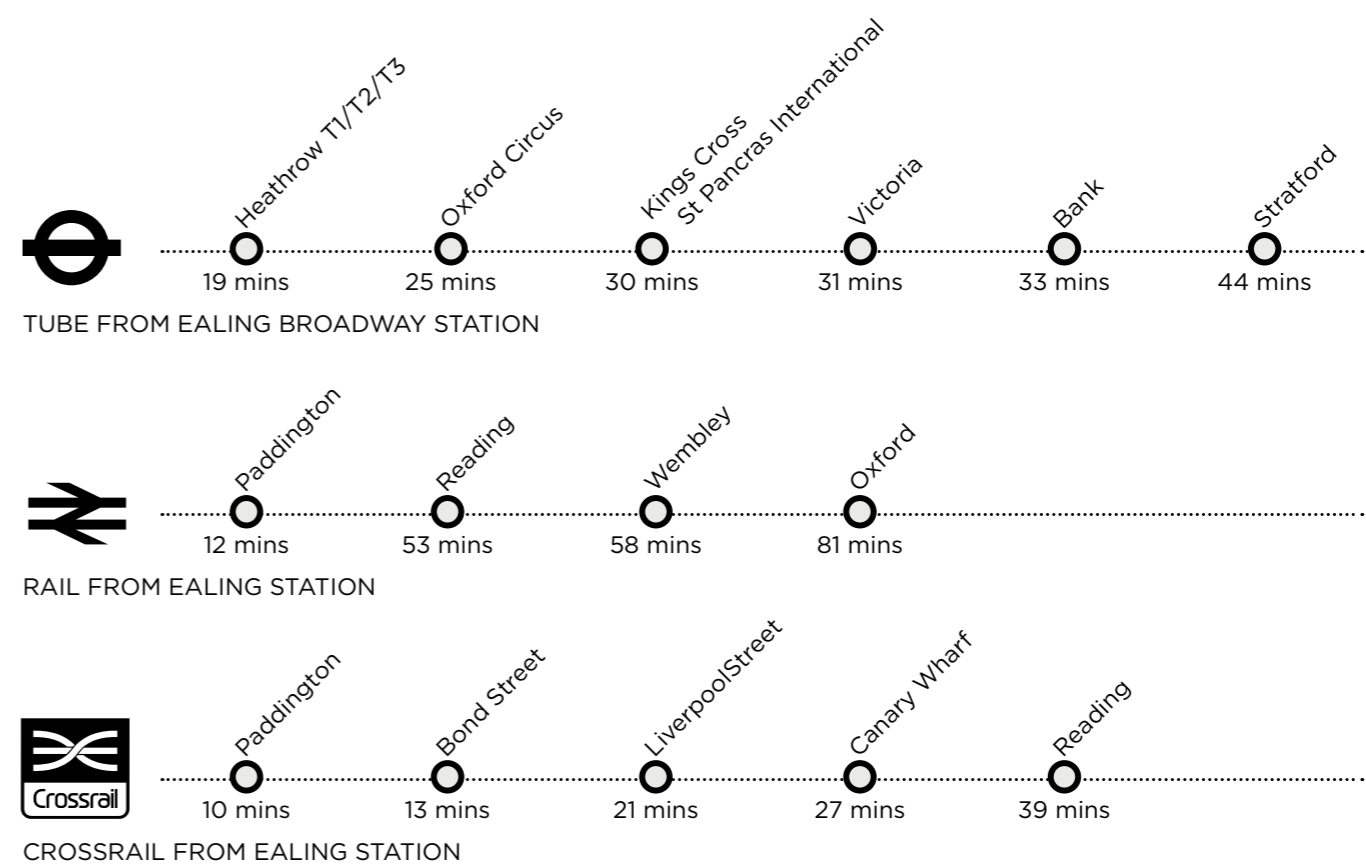 Heathrow T1/T2/T3
Oxford Circus
Kings Cross
St Pancras International
Victoria
Bank
Stratford
19 mins
25 mins
30 mins
31 mins
33 mins
44 mins
TUBE FROM EALING BROADWAY STATION
Paddington
Reading
Wembley
Oxford
12 mins
53 mins
58 mins
81 mins
RAIL FROM EALING STATION
Paddington
Bond Street
LiverpoolStreet
Canary Wharf
Reading
Crossrail
10 mins
13 mins
21 mins
27 mins
39 mins
CROSSRAIL FROM EALING STATION